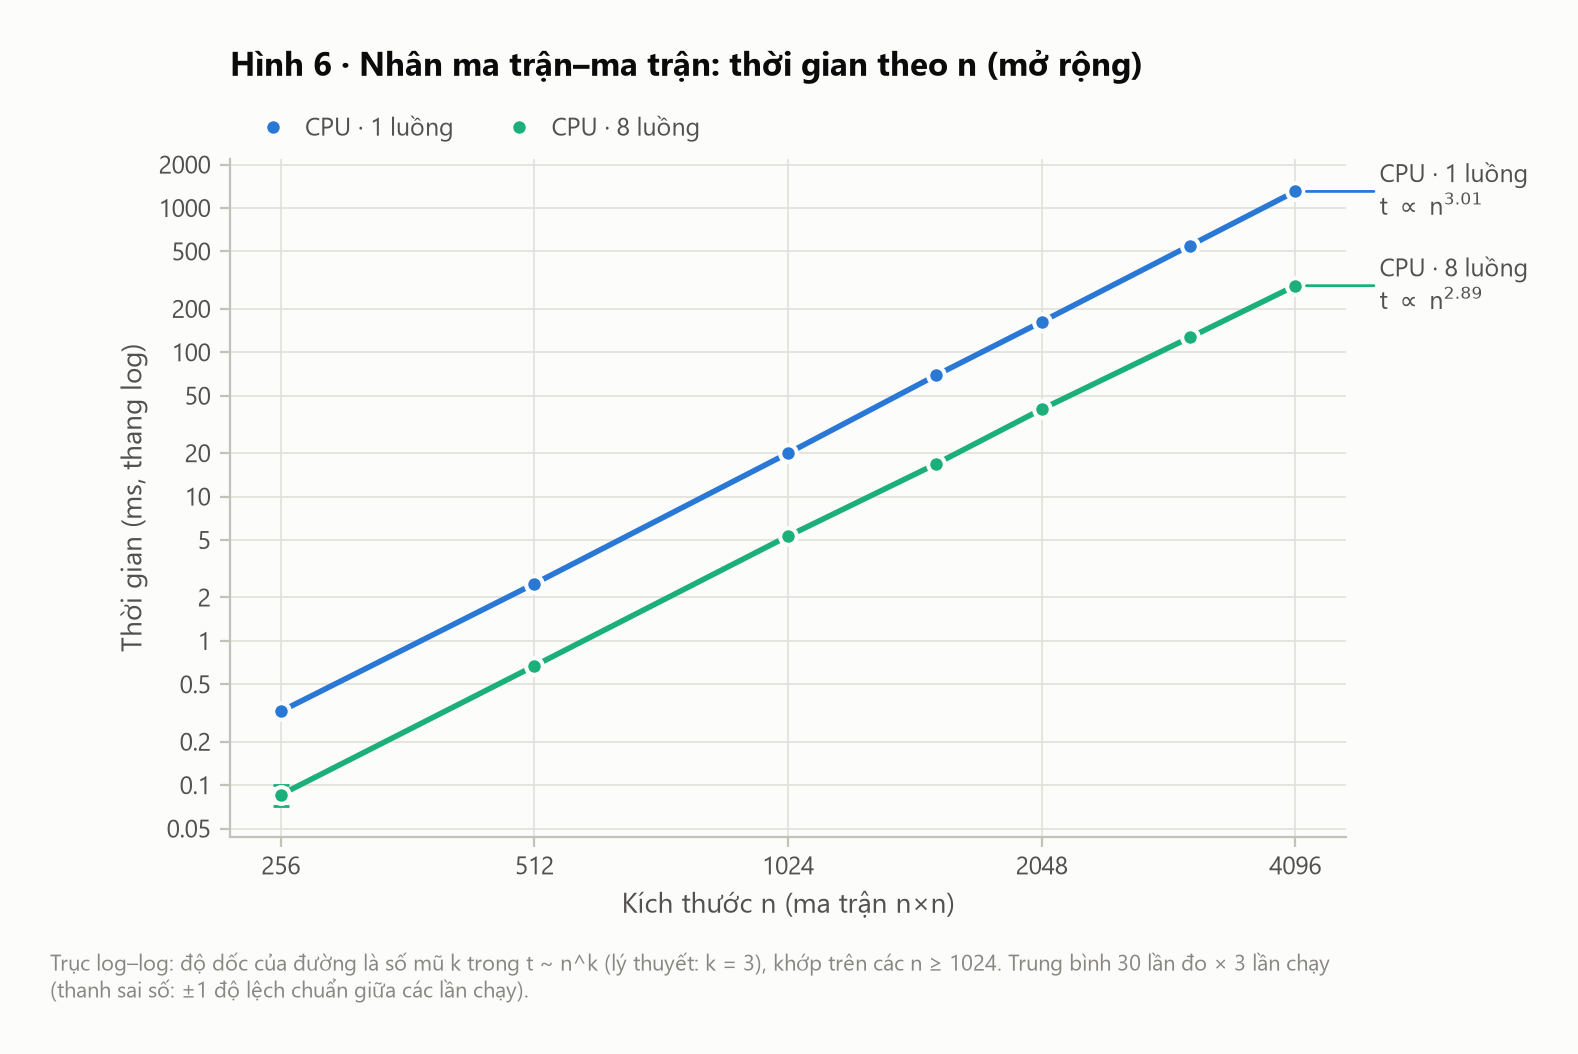 Hình 6 · Nhân ma trận–ma trận: thời gian theo n (mở rộng)
CPU · 1 luồng
CPU · 8 luồng
Thời gian (ms, thang log)
2000
1000
500
200
100
50
20
10
5
2
1
0.5
0.2
0.1
0.05
CPU · 1 luồng
t ∝ n^3.01
CPU · 8 luồng
t ∝ n^2.89
256
512
1024
2048
4096
Kích thước n (ma trận n×n)
Trục log–log: độ dốc của đường là số mũ k trong t ~ n^k (lý thuyết: k = 3), khớp trên các n ≥ 1024. Trung bình 30 lần đo × 3 lần chạy
(thanh sai số: ±1 độ lệch chuẩn giữa các lần chạy).